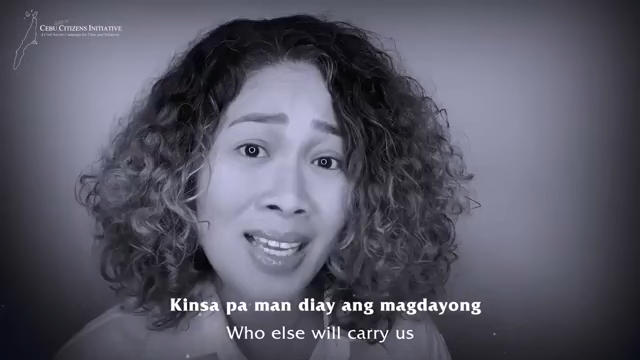 CEBU CITIZENS INITIATIVE
Kinsa pa man diay ang magdayong
Who else will carry us